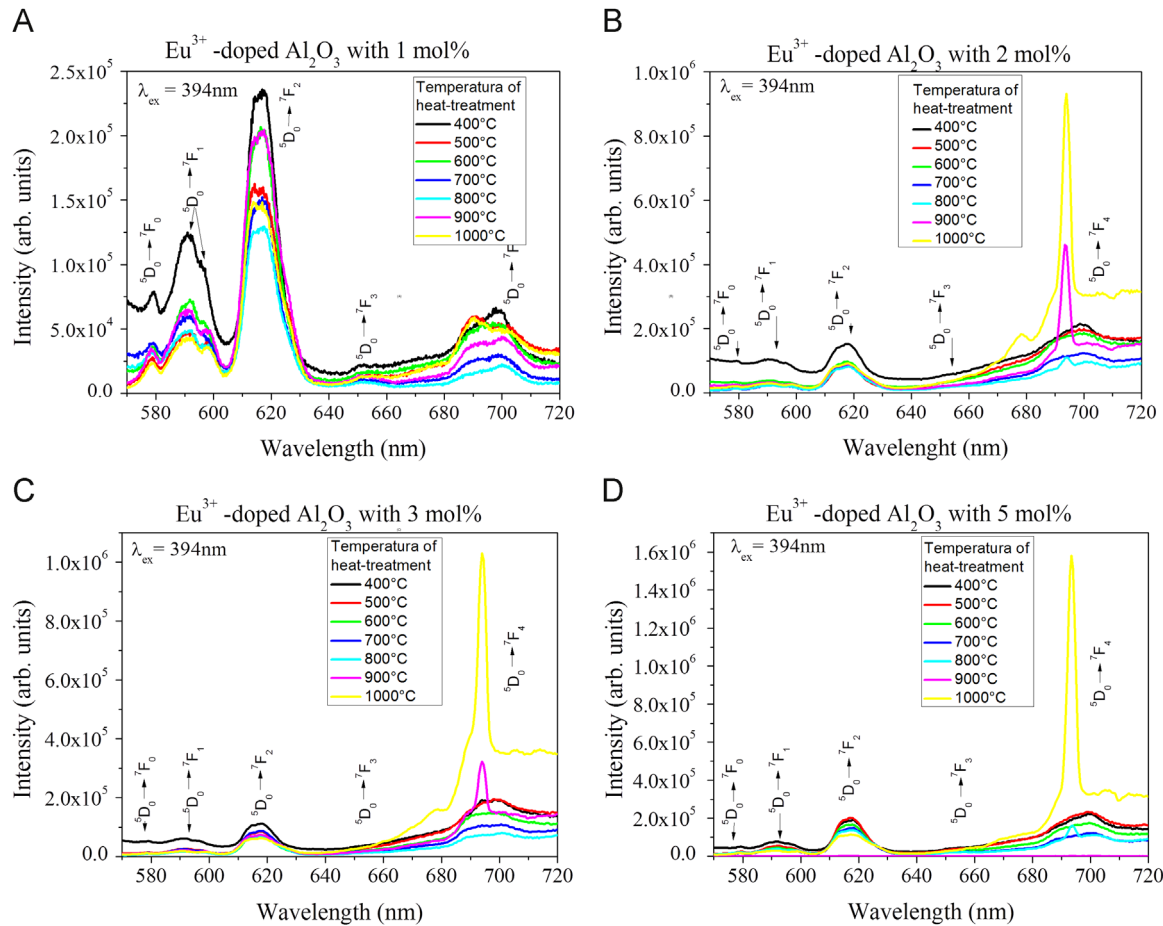 A
Eu³⁺ -doped Al₂O₃ with 1 mol%
λₑₓ = 394nm
Temperatura of
heat-treatment
400°C
500°C
600°C
700°C
800°C
900°C
1000°C
⁵D₀ → ⁷F₀
⁵D₀ → ⁷F₁
⁵D₀ → ⁷F₂
⁵D₀ → ⁷F₃
⁵D₀ → ⁷F
Intensity (arb. units)
2.5x10⁵
2.0x10⁵
1.5x10⁵
1.0x10⁵
5.0x10⁴
0.0
580 600 620 640 660 680 700 720
Wavelength (nm)
B
Eu³⁺ -doped Al₂O₃ with 2 mol%
λₑₓ = 394nm
Temperatura of
heat-treatment
400°C
500°C
600°C
700°C
800°C
900°C
1000°C
⁵D₀ → ⁷F₀
⁵D₀ → ⁷F₁
⁵D₀ → ⁷F₂
⁵D₀ → ⁷F₃
⁵D₀ → ⁷F₄
Intensity (arb. units)
1.0x10⁶
8.0x10⁵
6.0x10⁵
4.0x10⁵
2.0x10⁵
0.0
580 600 620 640 660 680 700 720
Wavelenght (nm)
C
Eu³⁺ -doped Al₂O₃ with 3 mol%
λₑₓ = 394nm
Temperatura of
heat-treatment
400°C
500°C
600°C
700°C
800°C
900°C
1000°C
⁵D₀ → ⁷F₀
⁵D₀ → ⁷F₁
⁵D₀ → ⁷F₂
⁵D₀ → ⁷F₃
⁵D₀ → ⁷F₄
Intensity (arb. units)
1.0x10⁶
8.0x10⁵
6.0x10⁵
4.0x10⁵
2.0x10⁵
0.0
580 600 620 640 660 680 700 720
Wavelength (nm)
D
Eu³⁺ -doped Al₂O₃ with 5 mol%
λₑₓ = 394nm
Temperatura of
heat-treatment
400°C
500°C
600°C
700°C
800°C
900°C
1000°C
⁵D₀ → ⁷F₀
⁵D₀ → ⁷F₁
⁵D₀ → ⁷F₂
⁵D₀ → ⁷F₃
⁵D₀ → ⁷F₄
Intensity (arb. units)
1.6x10⁶
1.4x10⁶
1.2x10⁶
1.0x10⁶
8.0x10⁵
6.0x10⁵
4.0x10⁵
2.0x10⁵
0.0
580 600 620 640 660 680 700 720
Wavelength (nm)